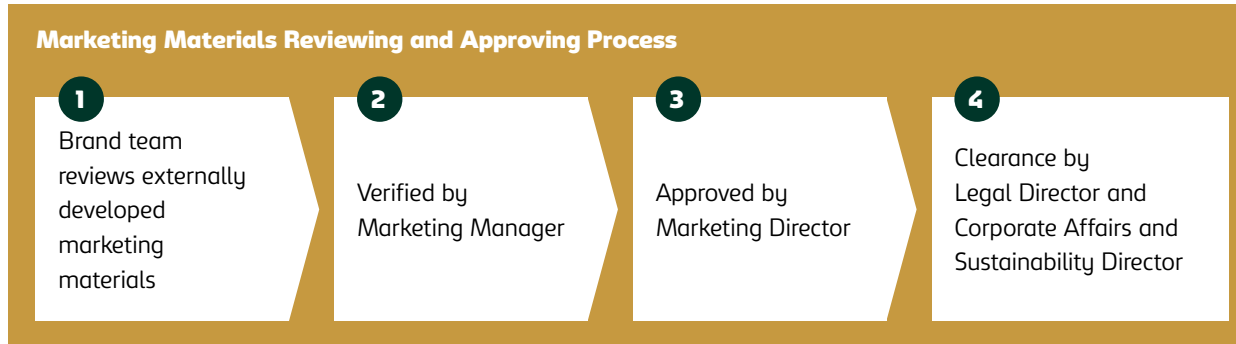 Marketing Materials Reviewing and Approving Process
1
Brand team
reviews externally
developed
marketing
materials
2
Verified by
Marketing Manager
3
Approved by
Marketing Director
4
Clearance by
Legal Director and
Corporate Affairs and
Sustainability Director